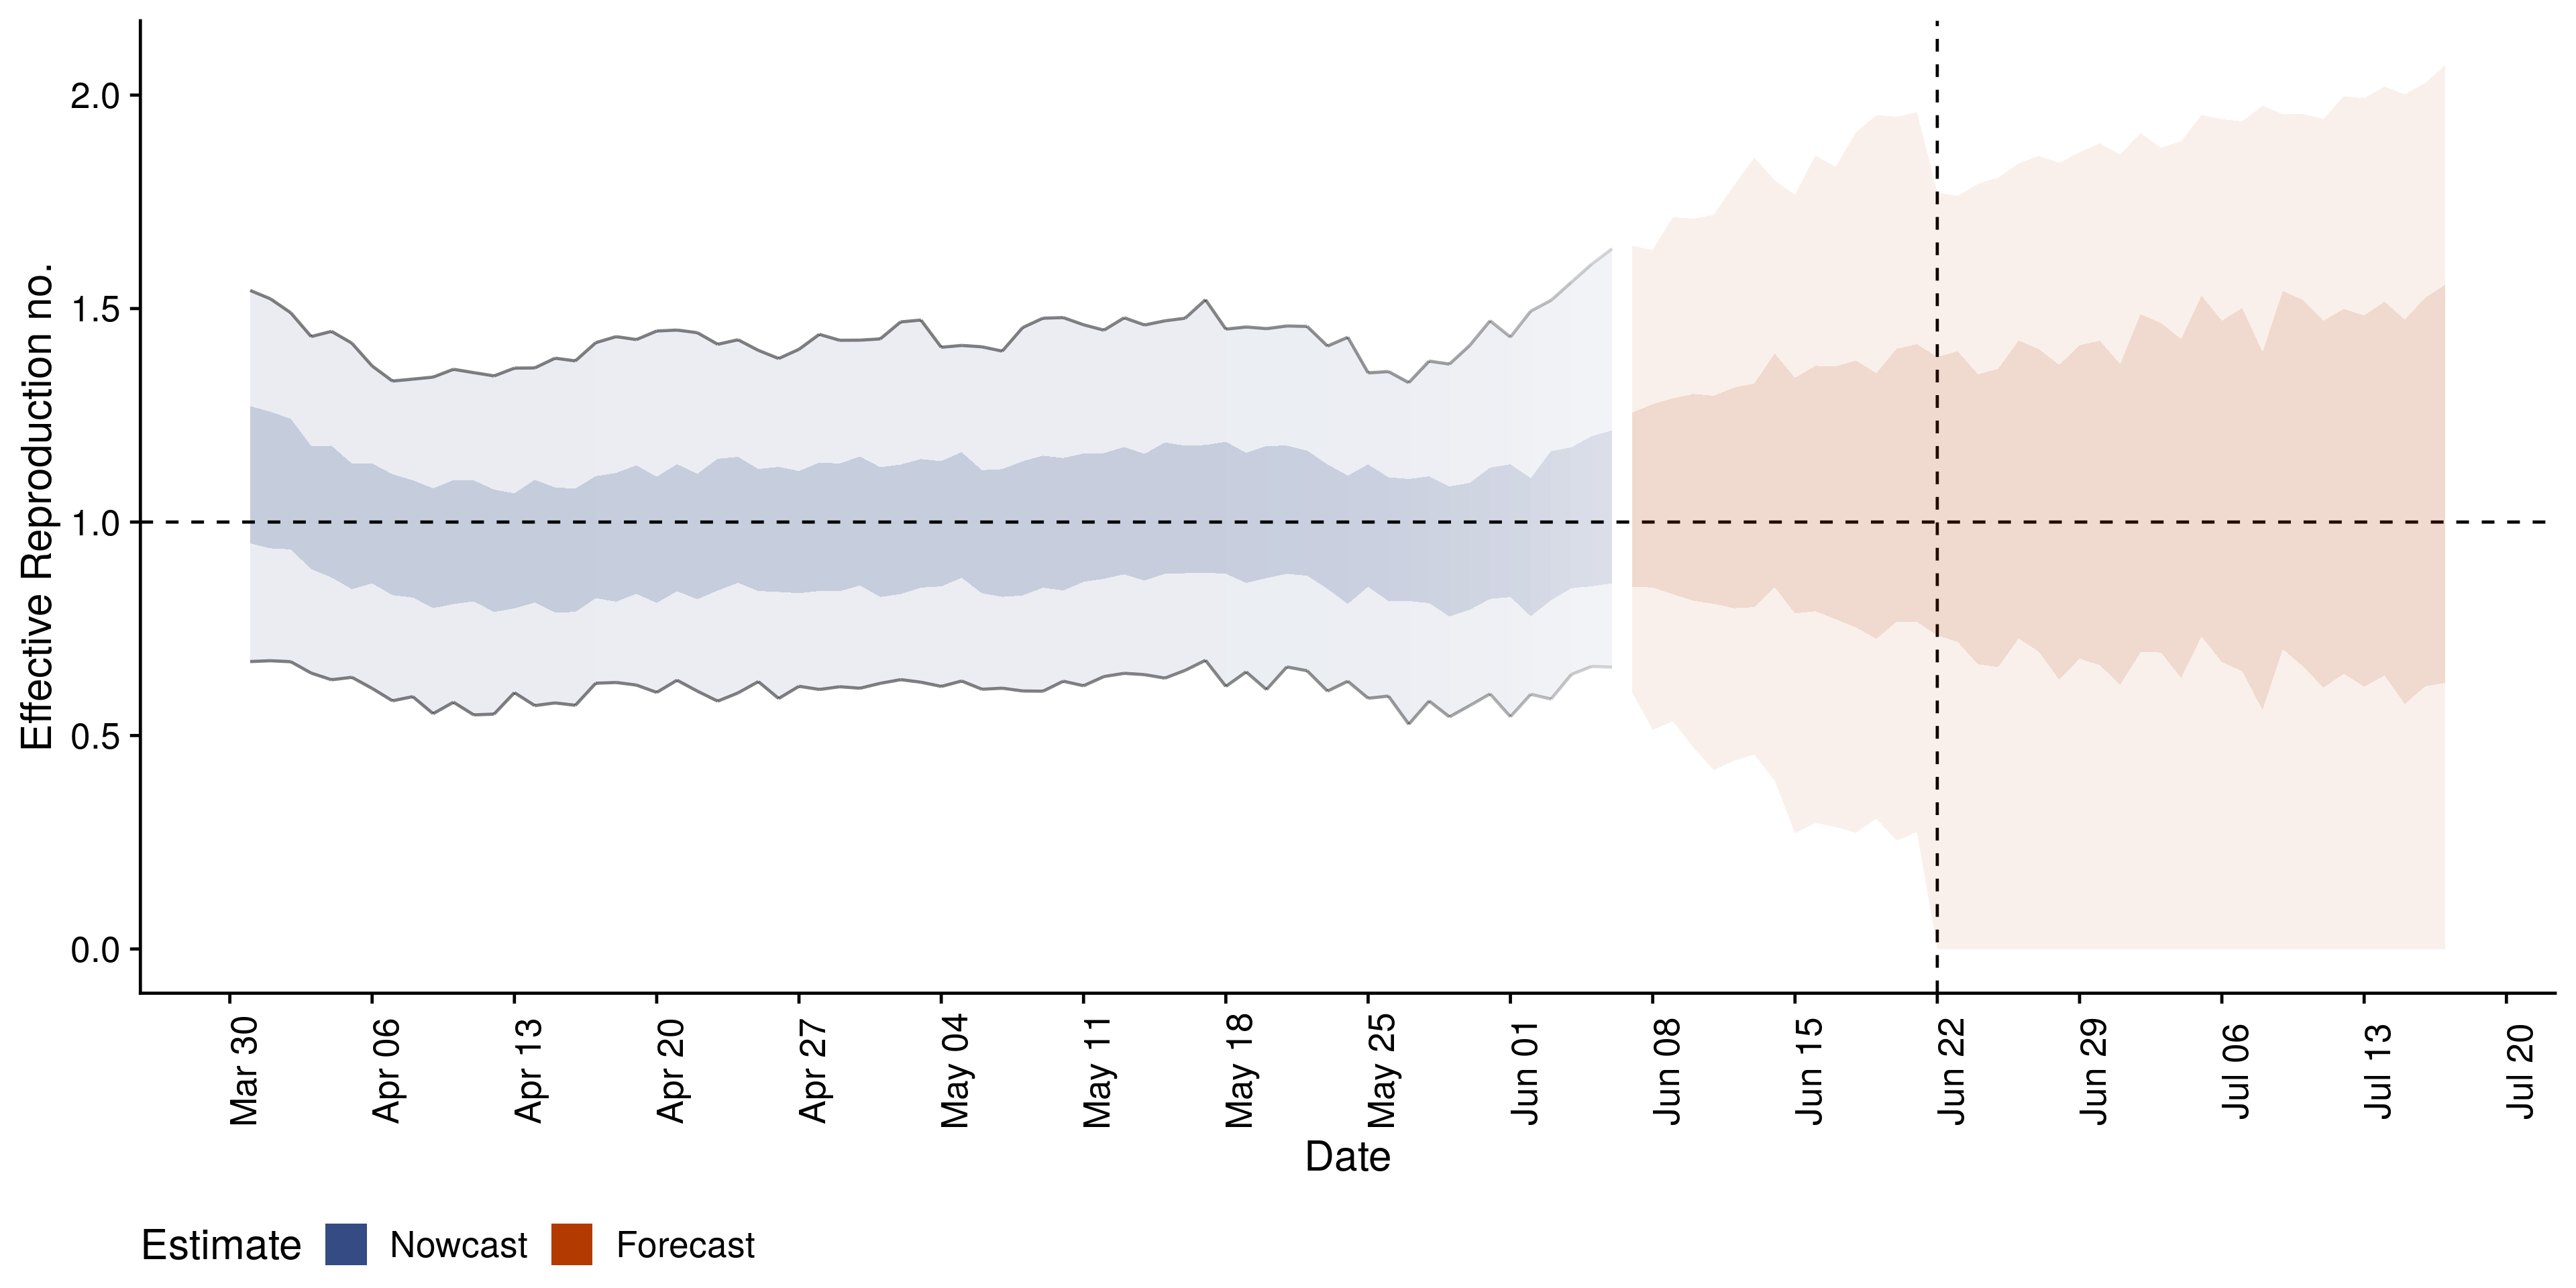 Effective Reproduction no.
2.0
1.5
1.0
0.5
0.0
Mar 30
Apr 06
Apr 13
Apr 20
Apr 27
May 04
May 11
May 18
May 25
Jun 01
Jun 08
Jun 15
Jun 22
Jun 29
Jul 06
Jul 13
Jul 20
Date
Estimate Nowcast Forecast